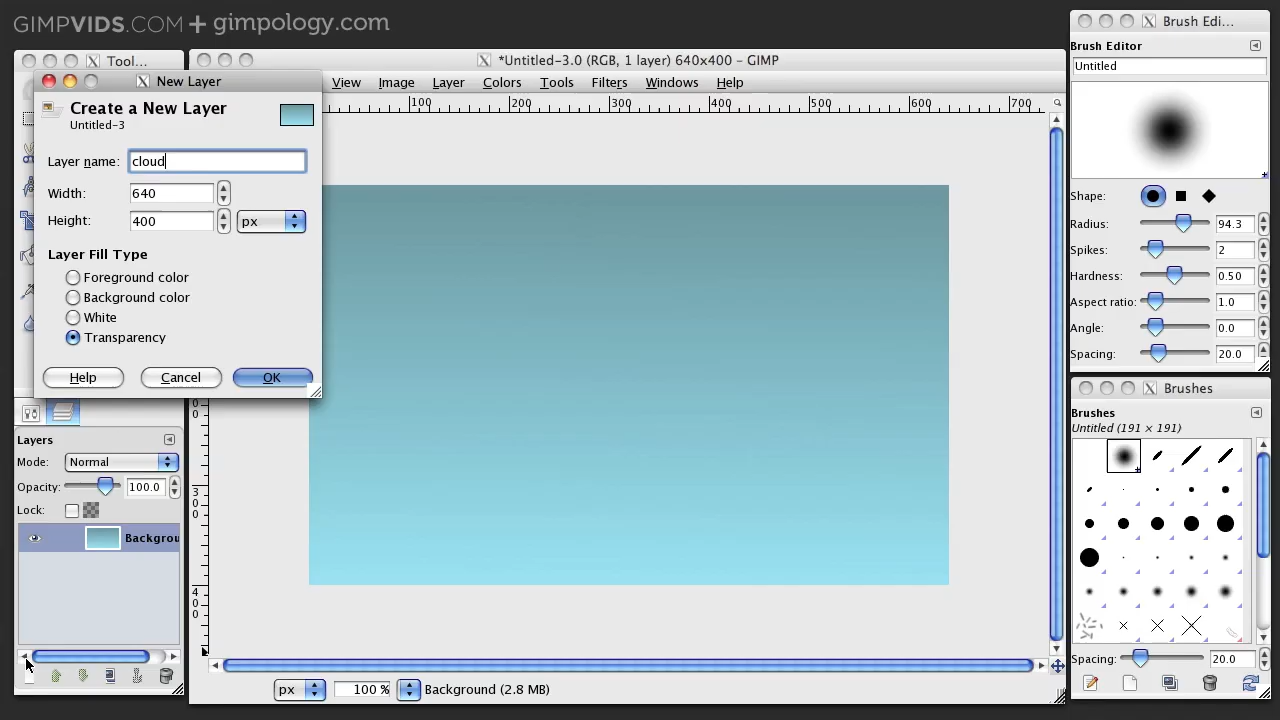 GIMPVIDS.COM + gimpology.com
Tool...
New Layer
Create a New Layer
Untitled-3
Layer name: cloud
Width: 640
Height: 400 px
Layer Fill Type
Foreground color
Background color
White
Transparency
Help Cancel OK
*Untitled-3.0 (RGB, 1 layer) 640x400 - GIMP
View Image Layer Colors Tools Filters Windows Help
100 200 300 400 500 600 700
300
400
px 100 % Background (2.8 MB)
Layers
Mode: Normal
Opacity: 100.0
Lock:
Backgrou
Brush Edi...
Brush Editor
Untitled
Shape:
Radius: 94.3
Spikes: 2
Hardness: 0.50
Aspect ratio: 1.0
Angle: 0.0
Spacing: 20.0
Brushes
Brushes
Untitled (191 × 191)
Spacing: 20.0